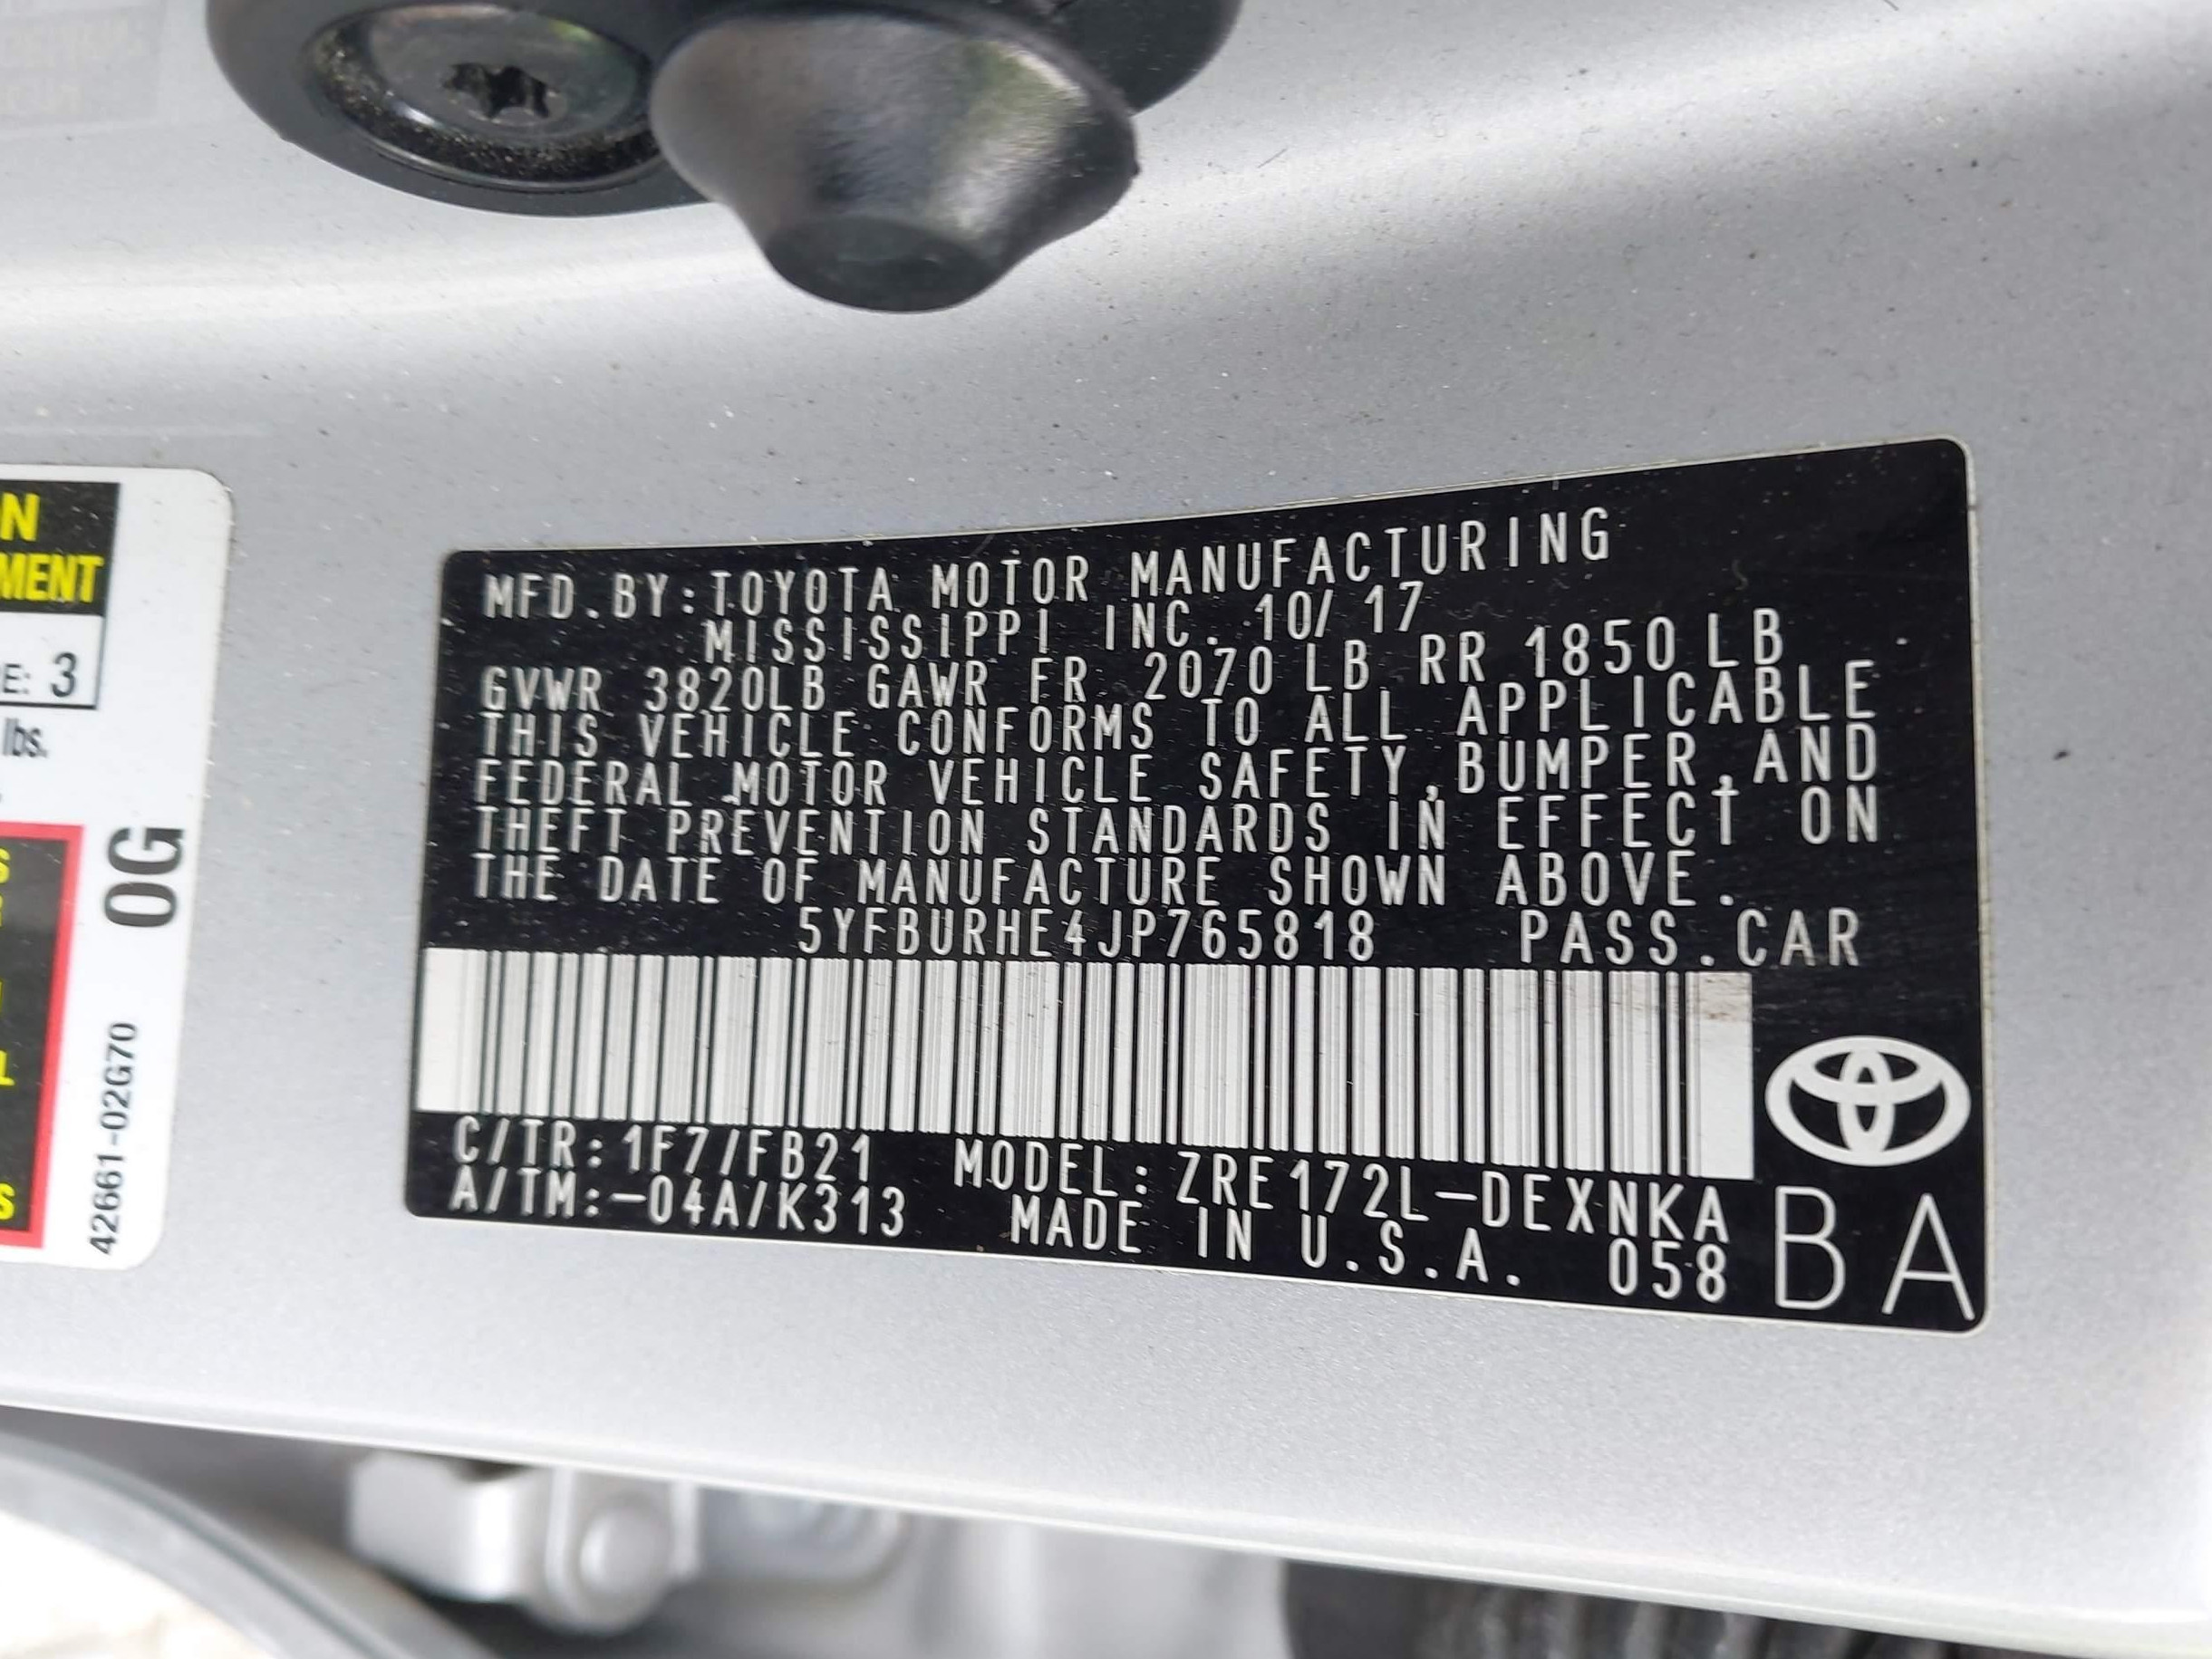 N
MENT
E: 3
lbs.
S
L
S
0G
42661-02G70
MFD.BY:TOYOTA MOTOR MANUFACTURING
MISSISSIPPI INC. 10/17
GVWR 3820LB GAWR FR 2070 LB RR 1850LB
THIS VEHICLE CONFORMS TO ALL APPLICABLE
FEDERAL MOTOR VEHICLE SAFETY,BUMPER,AND
THEFT PREVENTION STANDARDS IN EFFECT ON
THE DATE OF MANUFACTURE SHOWN ABOVE.
5YFBURHE4JP765818 PASS.CAR
C/TR:1F7/FB21 MODEL:ZRE172L-DEXNKA
A/TM:-04A/K313 MADE IN U.S.A. 058
BA